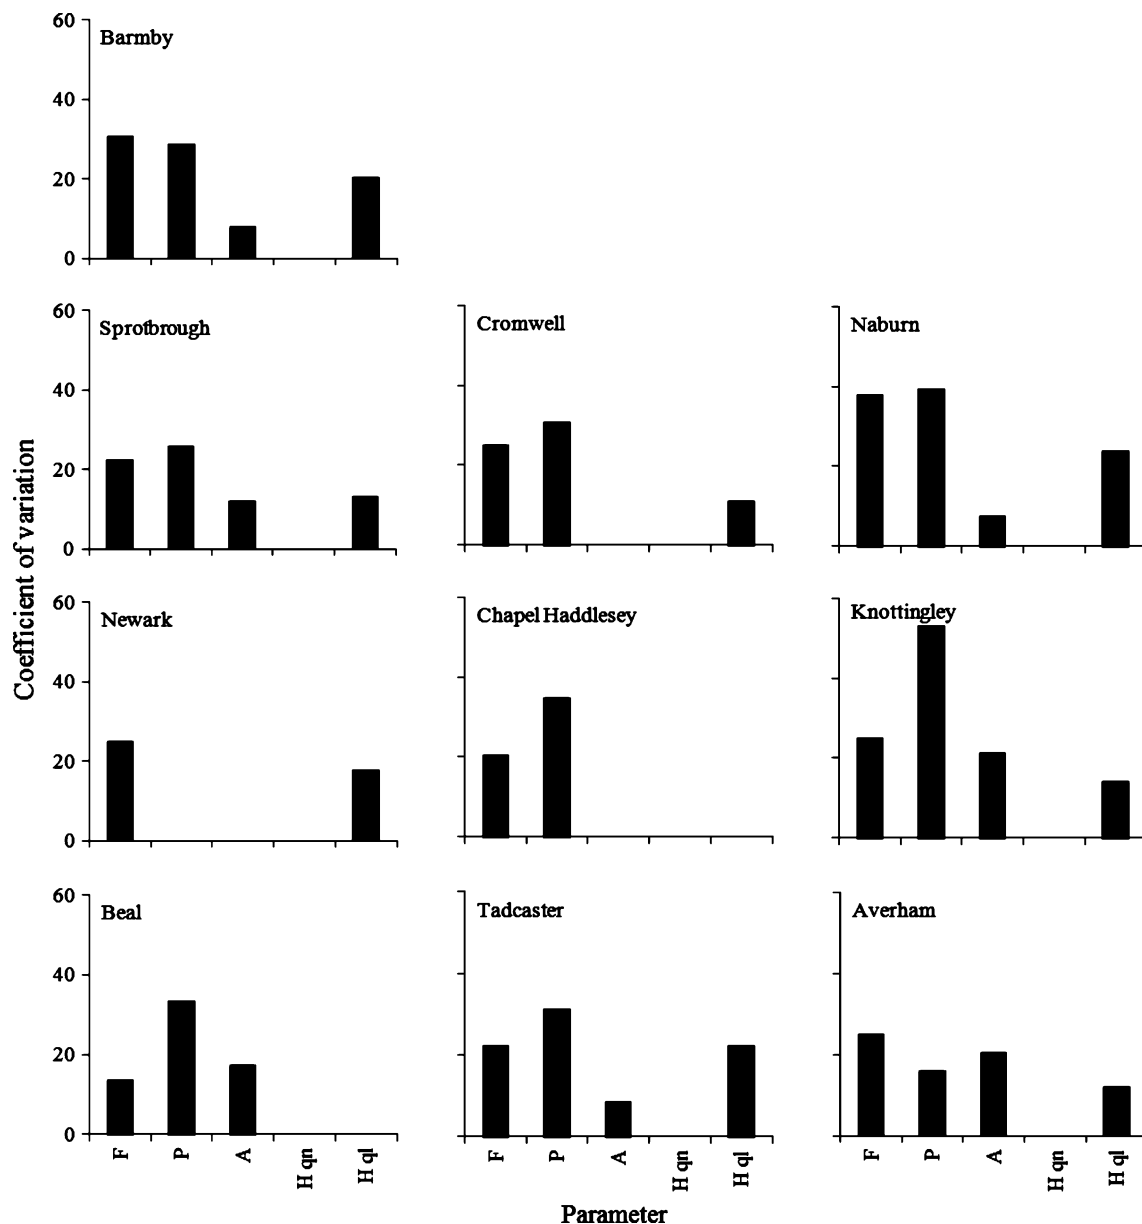 60
Barmby
40
20
0
60
Sprotbrough
Cromwell
Naburn
40
20
0
Coefficient of variation
60
Newark
Chapel Haddlesey
Knottingley
40
20
0
60
Beal
Tadcaster
Averham
40
20
0
F P A H qn H ql
F P A H qn H ql
F P A H qn H ql
Parameter